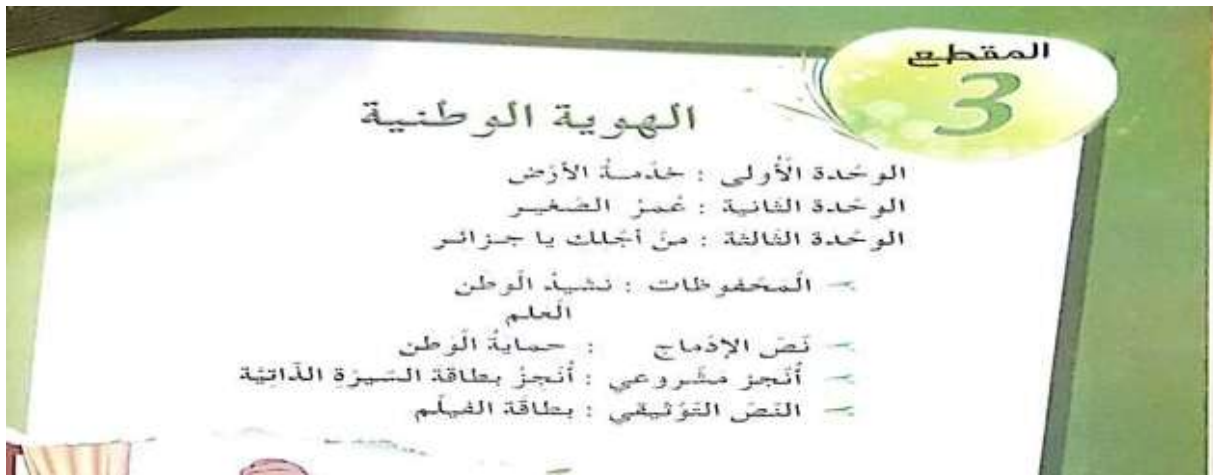 المقطع
3
الهوية الوطنية
الوحدة الأولى : خدمة الأرض
الوحدة الثانية : عمر الصغير
الوحدة الثالثة : من أجلك يا جزائر
المحفوظات : نشيد الوطن
العلم
نص الإدماج : حماية الوطن
أنجز مشروعي : أنجز بطاقة السيرة الذاتية
النص التوثيقي : بطاقة الفيلم